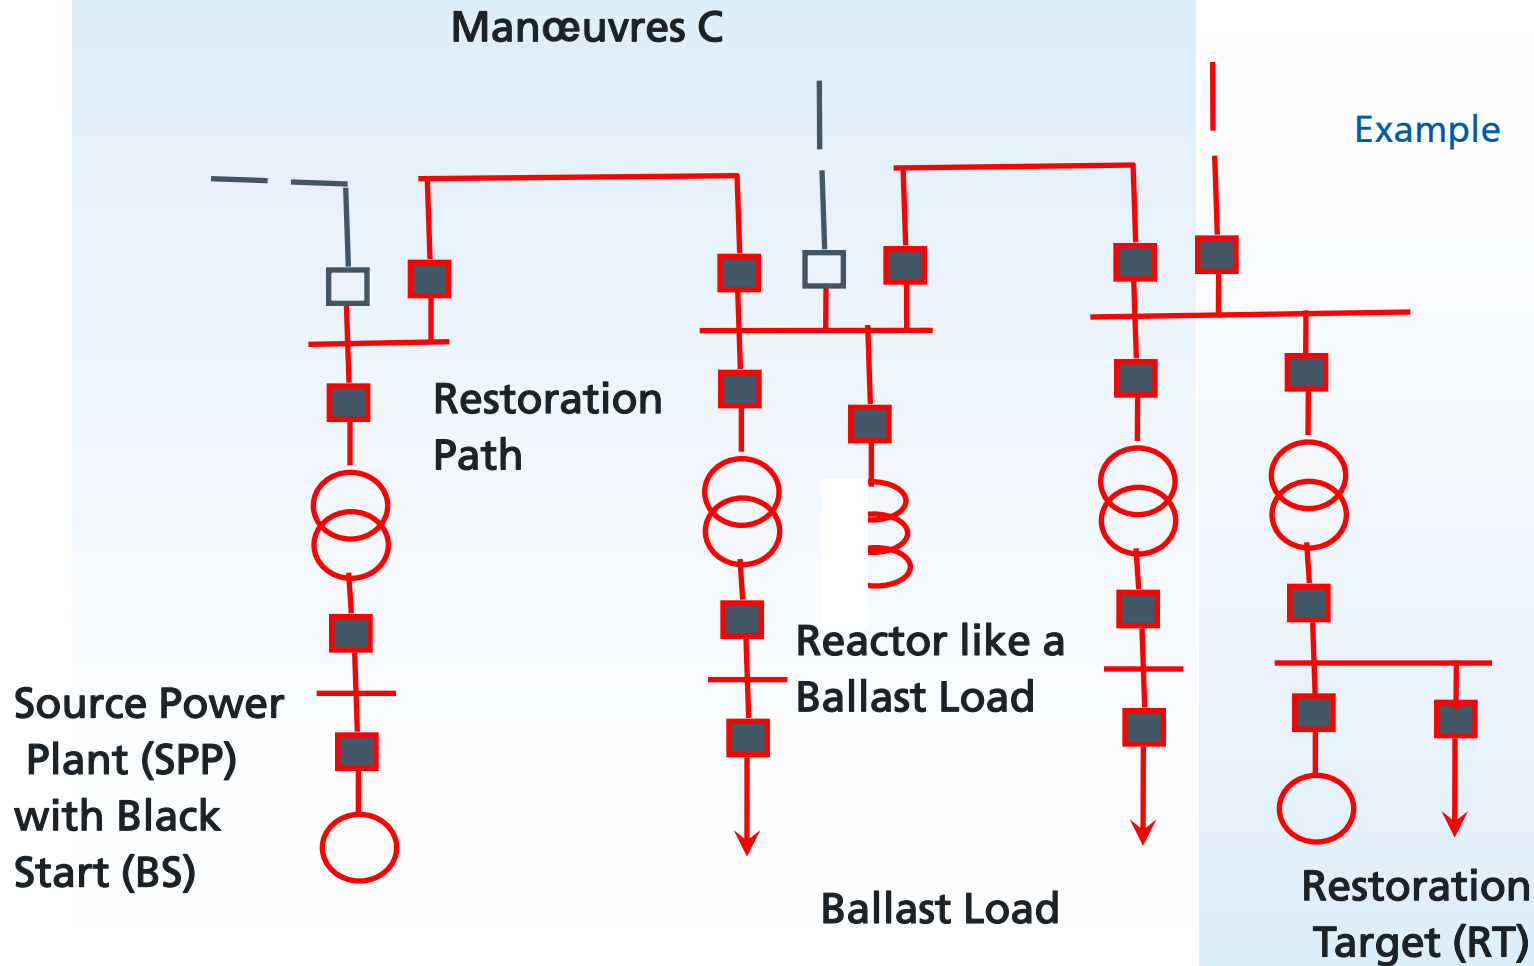 Manœuvres C
Example
Restoration
Path
Reactor like a
Ballast Load
Source Power
Plant (SPP)
with Black
Start (BS)
Ballast Load
Restoration
Target (RT)